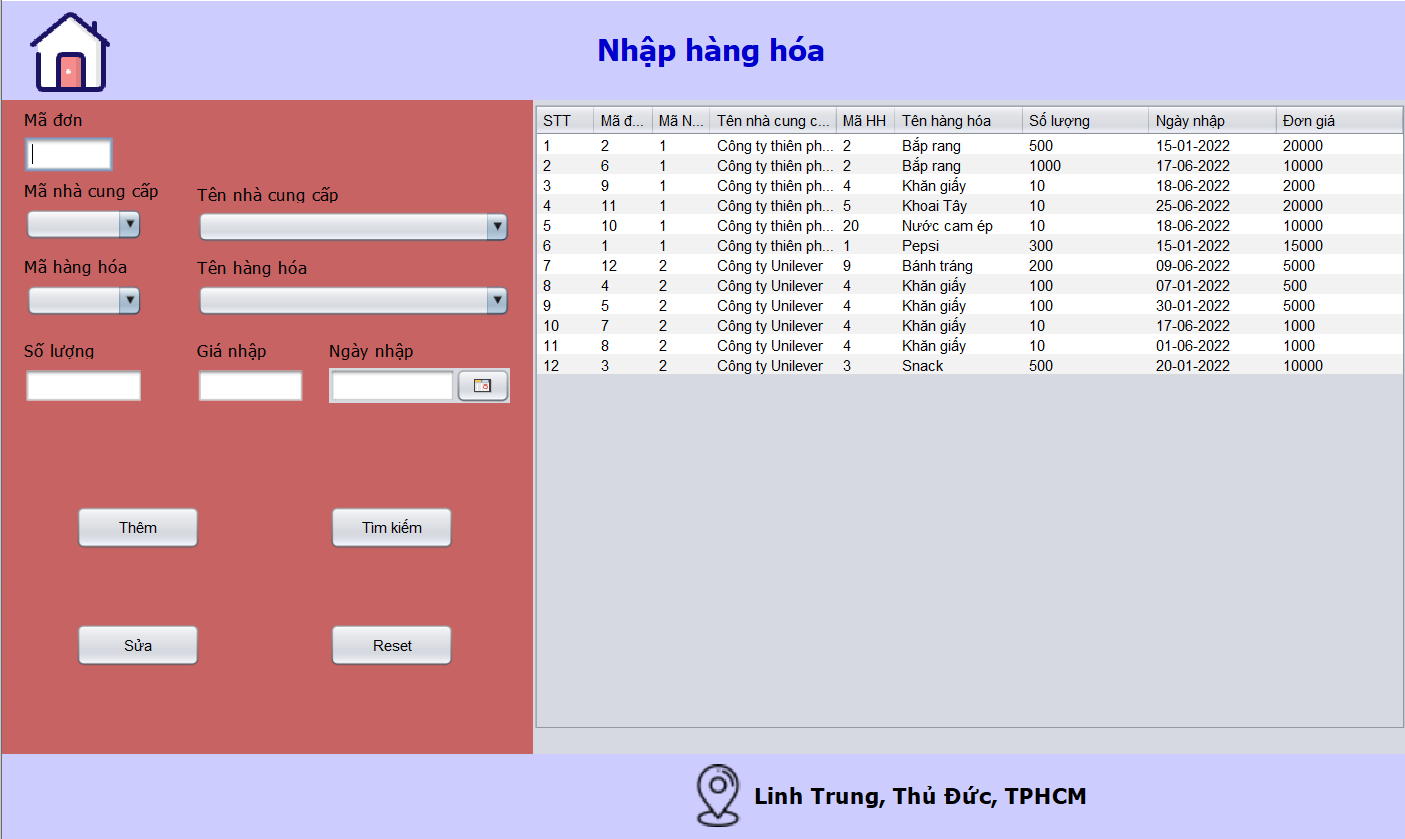 Nhập hàng hóa
Mã đơn
Mã nhà cung cấp
Tên nhà cung cấp
Mã hàng hóa
Tên hàng hóa
Số lượng Giá nhập Ngày nhập
Thêm Tìm kiếm
Sửa Reset
STT Mã đ... Mã N... Tên nhà cung c... Mã HH Tên hàng hóa Số lượng Ngày nhập Đơn giá
1 2 1 Công ty thiên ph... 2 Bắp rang 500 15-01-2022 20000
2 6 1 Công ty thiên ph... 2 Bắp rang 1000 17-06-2022 10000
3 9 1 Công ty thiên ph... 4 Khăn giấy 10 18-06-2022 2000
4 11 1 Công ty thiên ph... 5 Khoai Tây 10 25-06-2022 20000
5 10 1 Công ty thiên ph... 20 Nước cam ép 10 18-06-2022 10000
6 1 1 Công ty thiên ph... 1 Pepsi 300 15-01-2022 15000
7 12 2 Công ty Unilever 9 Bánh tráng 200 09-06-2022 5000
8 4 2 Công ty Unilever 4 Khăn giấy 100 07-01-2022 500
9 5 2 Công ty Unilever 4 Khăn giấy 100 30-01-2022 5000
10 7 2 Công ty Unilever 4 Khăn giấy 10 17-06-2022 1000
11 8 2 Công ty Unilever 4 Khăn giấy 10 01-06-2022 1000
12 3 2 Công ty Unilever 3 Snack 500 20-01-2022 10000
Linh Trung, Thủ Đức, TPHCM